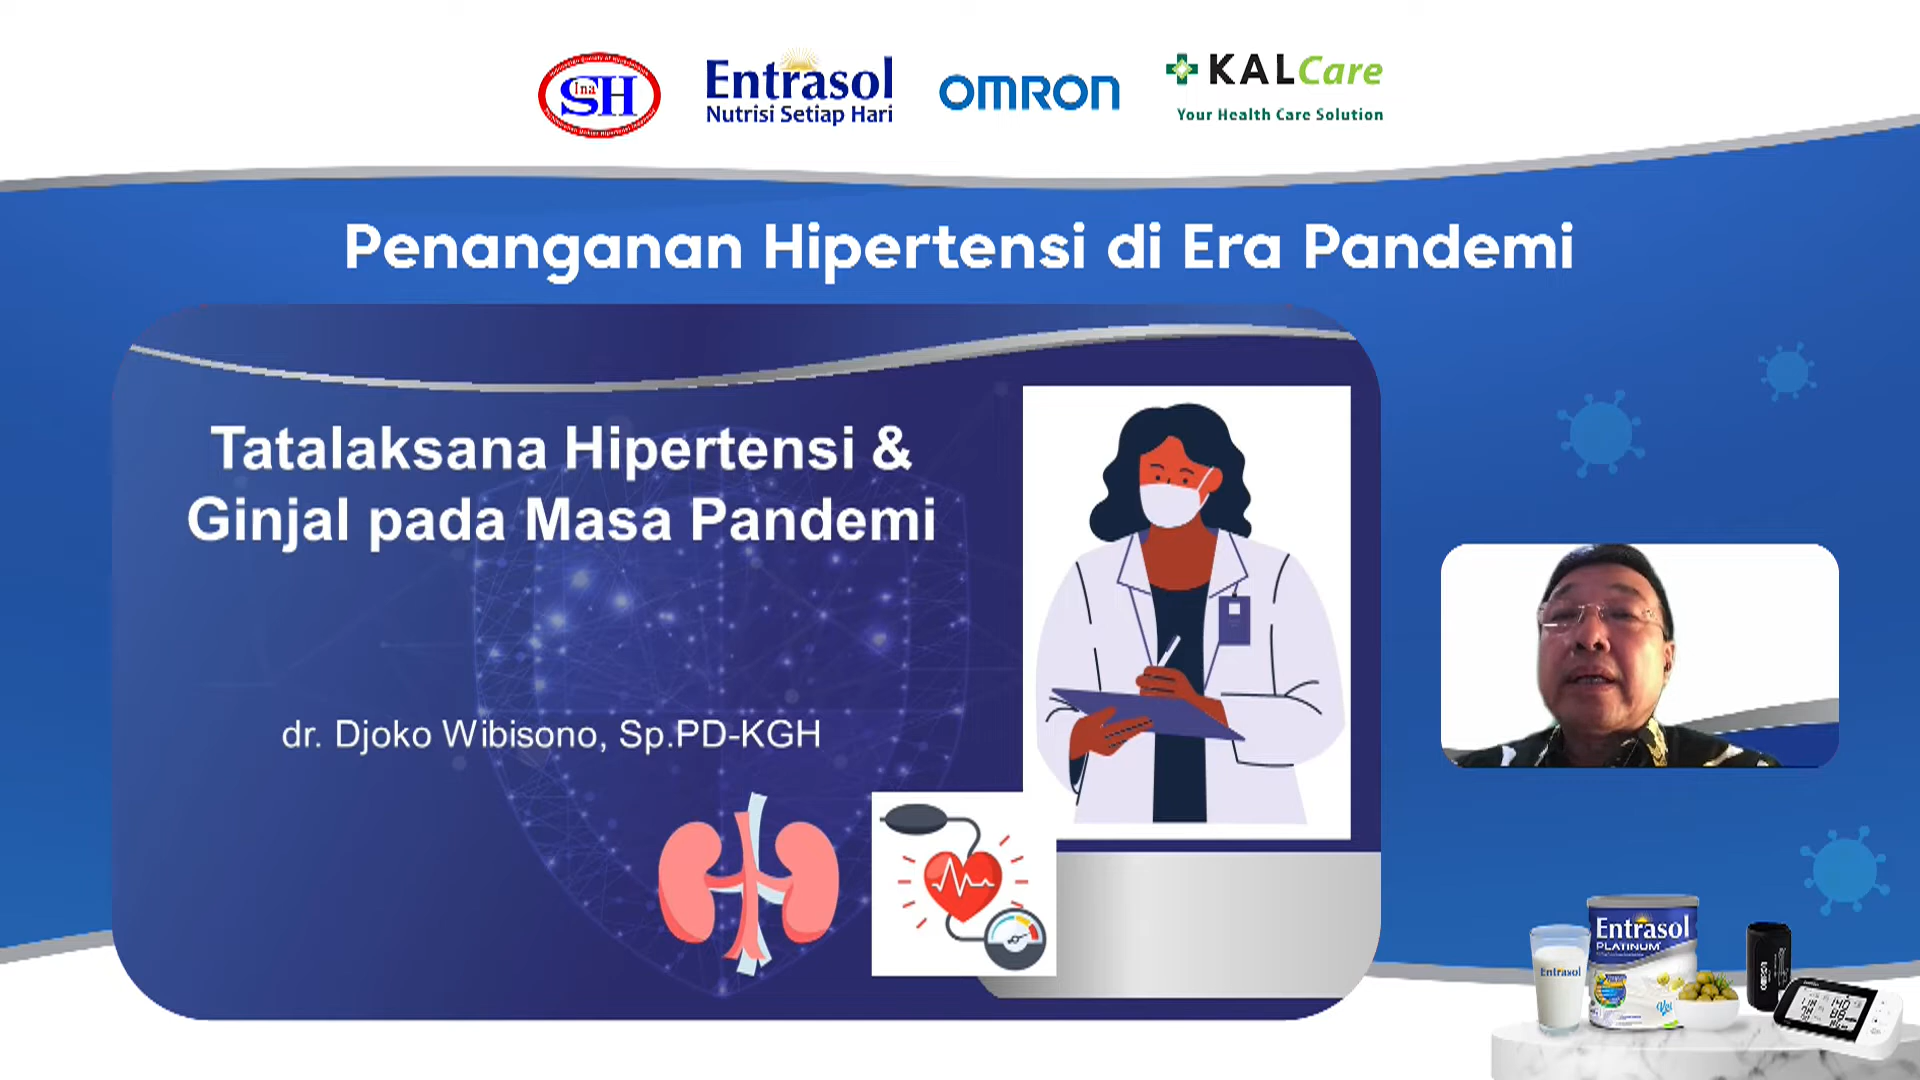 InaSH
Entrasol
Nutrisi Setiap Hari
OMRON
KALCare
Your Health Care Solution
Penanganan Hipertensi di Era Pandemi
Tatalaksana Hipertensi &
Ginjal pada Masa Pandemi
dr. Djoko Wibisono, Sp.PD-KGH
Entrasol
PLATINUM
Entrasol
OMRON